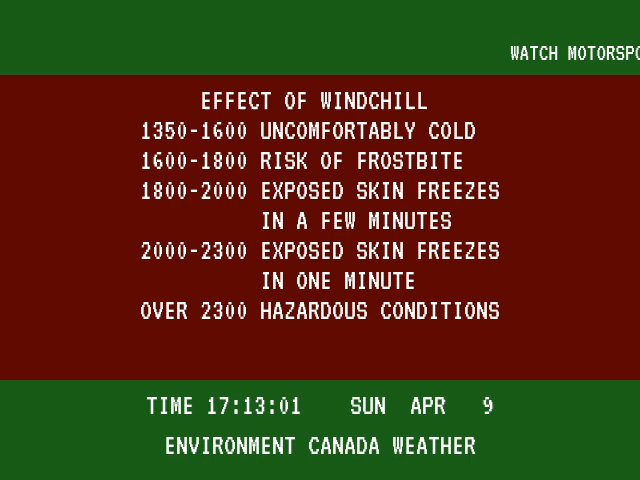 WATCH MOTORSPO
EFFECT OF WINDCHILL
1350-1600 UNCOMFORTABLY COLD
1600-1800 RISK OF FROSTBITE
1800-2000 EXPOSED SKIN FREEZES
IN A FEW MINUTES
2000-2300 EXPOSED SKIN FREEZES
IN ONE MINUTE
OVER 2300 HAZARDOUS CONDITIONS
TIME 17:13:01 SUN APR 9
ENVIRONMENT CANADA WEATHER